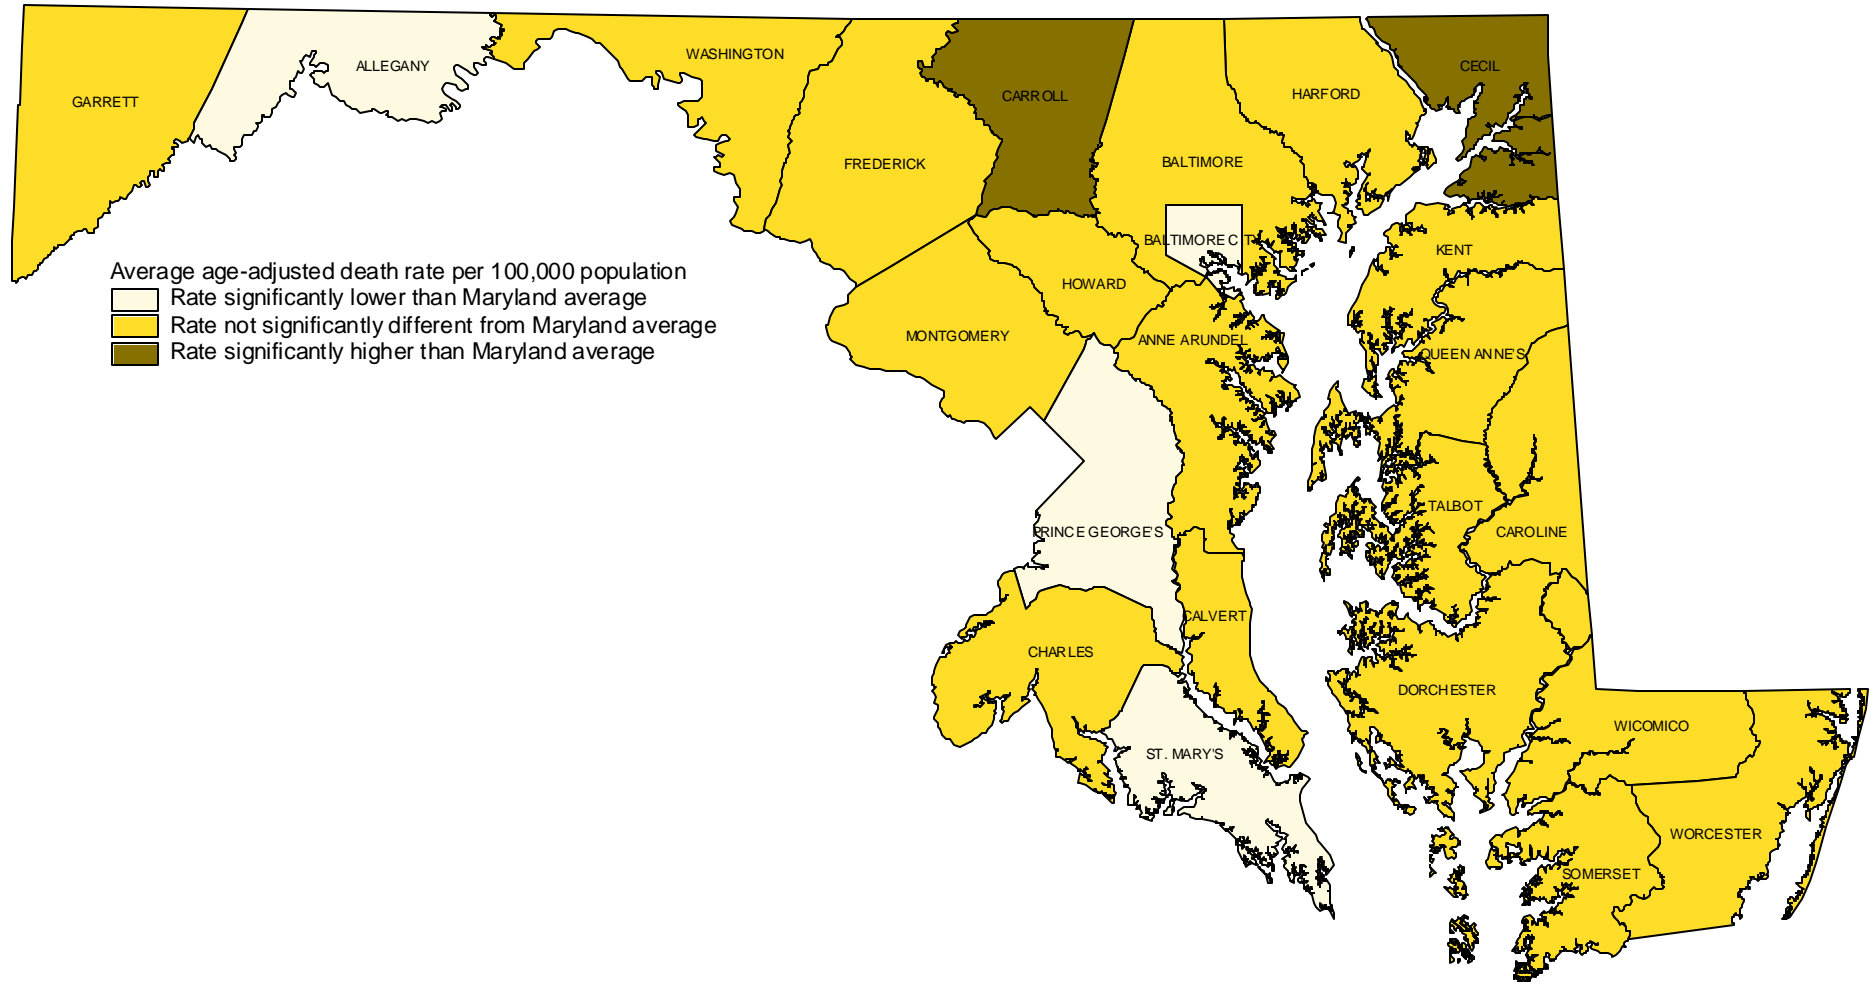 WASHINGTON
ALLEGANY
CECIL
CARROLL
HARFORD
GARRETT
FREDERICK
BALTIMORE
BALTIMORE CITY
KENT
Average age-adjusted death rate per 100,000 population
Rate significantly lower than Maryland average
Rate not significantly different from Maryland average
Rate significantly higher than Maryland average
HOWARD
MONTGOMERY
ANNE ARUNDEL
QUEEN ANNE'S
TALBOT
PRINCE GEORGE'S
CAROLINE
CALVERT
CHARLES
DORCHESTER
WICOMICO
ST. MARY'S
WORCESTER
SOMERSET